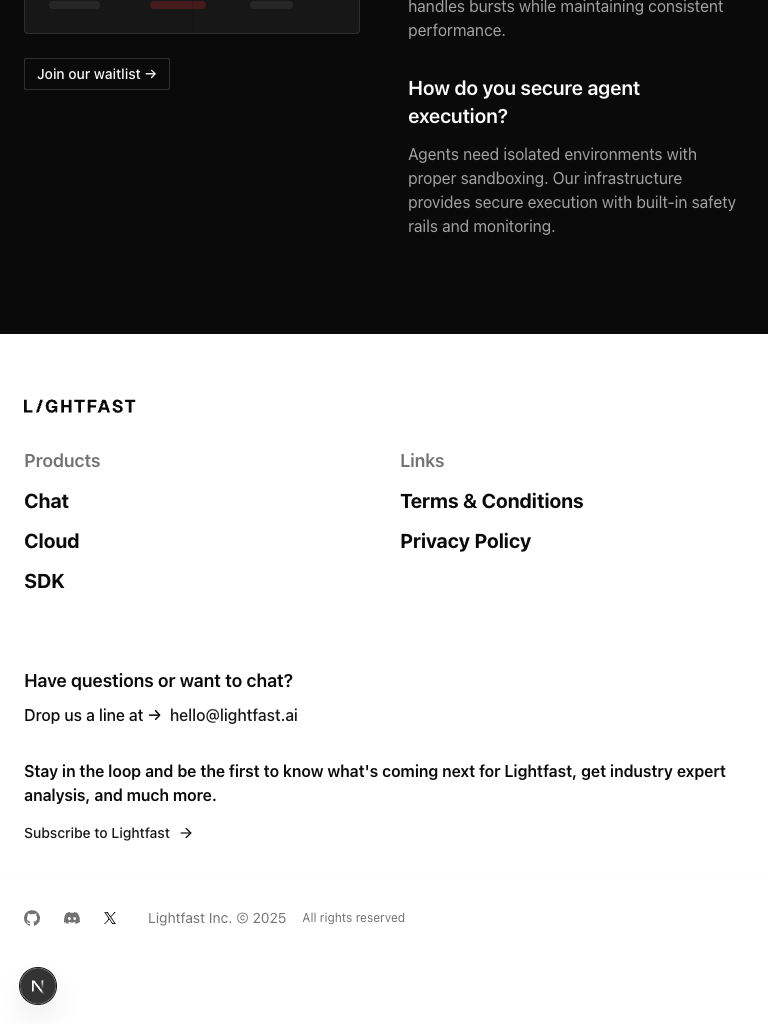 handles bursts while maintaining consistent
performance.
Join our waitlist →
How do you secure agent
execution?
Agents need isolated environments with
proper sandboxing. Our infrastructure
provides secure execution with built-in safety
rails and monitoring.
L/GHTFAST
Products
Chat
Cloud
SDK
Links
Terms & Conditions
Privacy Policy
Have questions or want to chat?
Drop us a line at → hello@lightfast.ai
Stay in the loop and be the first to know what's coming next for Lightfast, get industry expert
analysis, and much more.
Subscribe to Lightfast →
Lightfast Inc. © 2025 All rights reserved
N